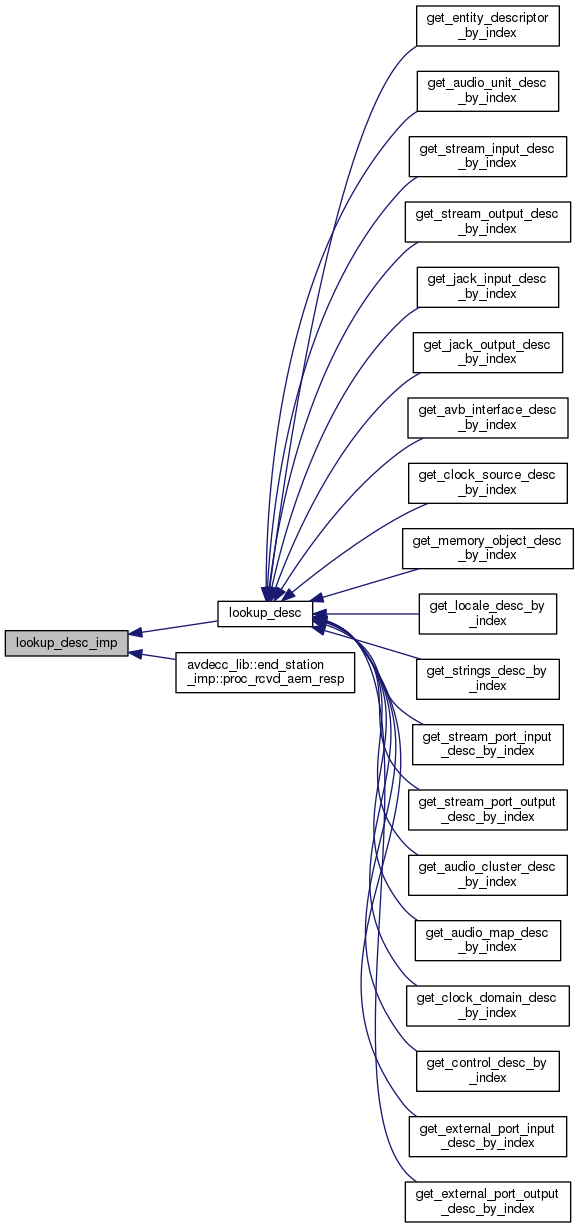 get_entity_descriptor
_by_index
get_audio_unit_desc
_by_index
get_stream_input_desc
_by_index
get_stream_output_desc
_by_index
get_jack_input_desc
_by_index
get_jack_output_desc
_by_index
get_avb_interface_desc
_by_index
get_clock_source_desc
_by_index
get_memory_object_desc
_by_index
lookup_desc
get_locale_desc_by
_index
lookup_desc_imp
avdecc_lib::end_station
_imp::proc_rcvd_aem_resp
get_strings_desc_by
_index
get_stream_port_input
_desc_by_index
get_stream_port_output
_desc_by_index
get_audio_cluster_desc
_by_index
get_audio_map_desc
_by_index
get_clock_domain_desc
_by_index
get_control_desc_by
_index
get_external_port_input
_desc_by_index
get_external_port_output
_desc_by_index